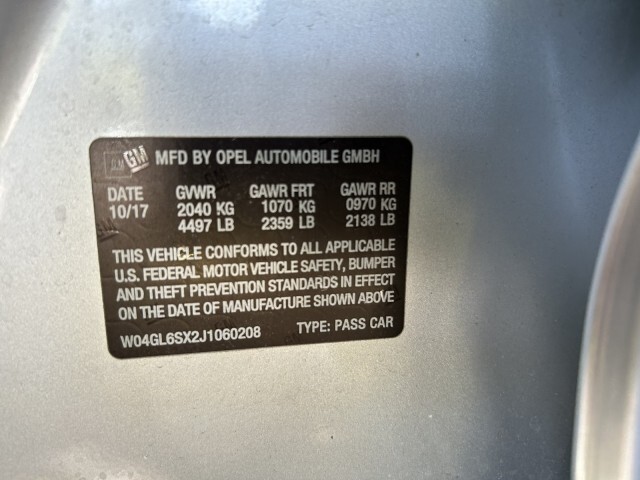 GM MFD BY OPEL AUTOMOBILE GMBH
DATE GVWR GAWR FRT GAWR RR
10/17 2040 KG 1070 KG 0970 KG
4497 LB 2359 LB 2138 LB
THIS VEHICLE CONFORMS TO ALL APPLICABLE
U.S. FEDERAL MOTOR VEHICLE SAFETY, BUMPER
AND THEFT PREVENTION STANDARDS IN EFFECT
ON THE DATE OF MANUFACTURE SHOWN ABOVE
W04GL6SX2J1060208 TYPE: PASS CAR